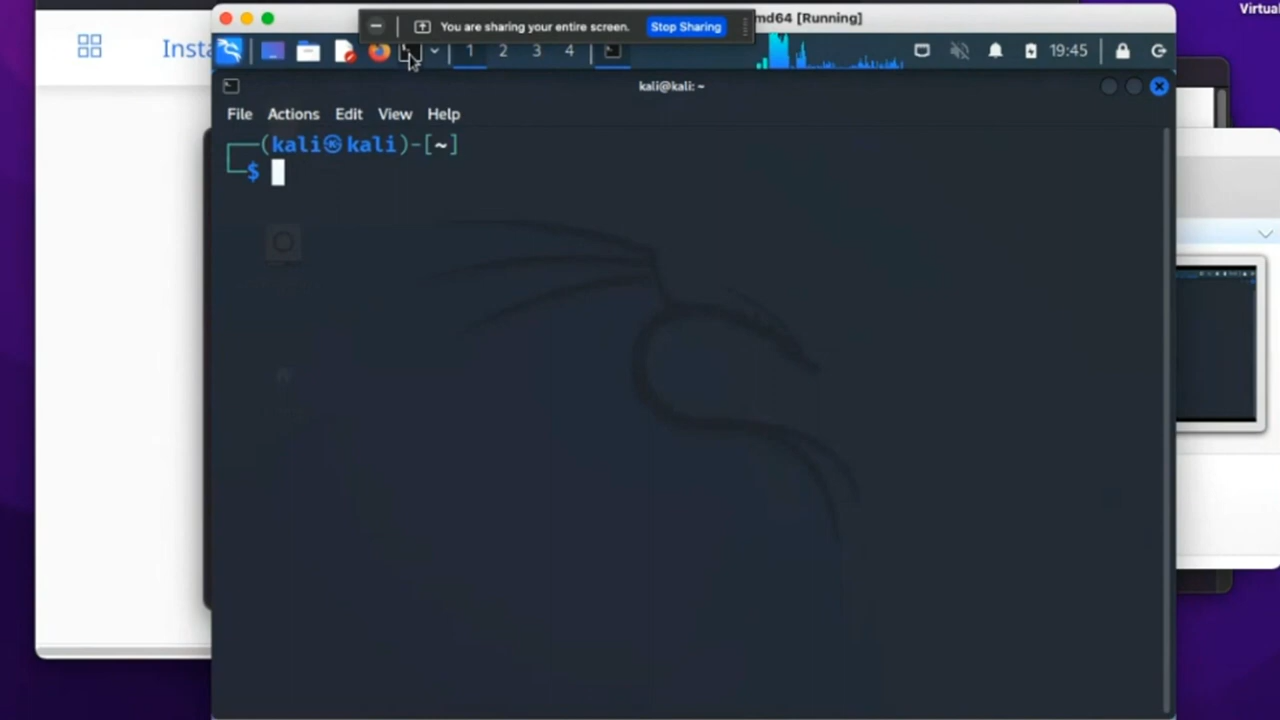 Virtual
md64 [Running]
You are sharing your entire screen. Stop Sharing
Insta
1 2 3 4
19:45
kali@kali: ~
File Actions Edit View Help
(kali㉿kali)-[~]
$